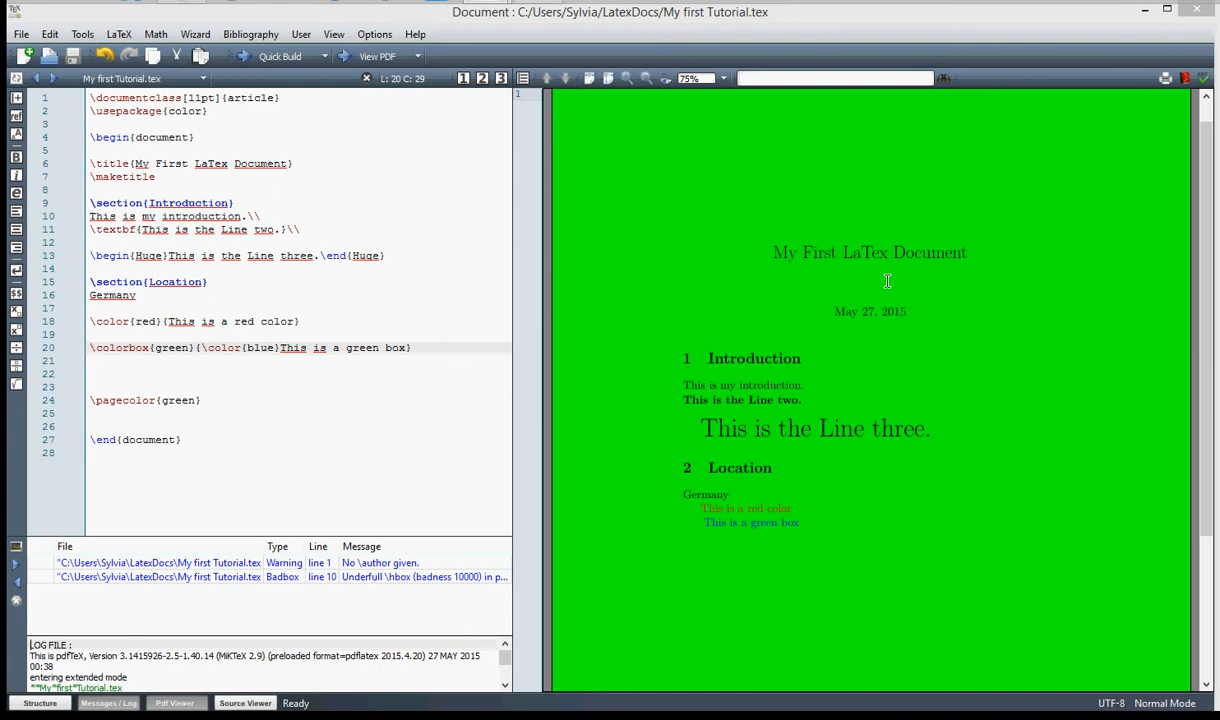 Document : C:/Users/Sylvia/LatexDocs/My first Tutorial.tex
File Edit Tools LaTeX Math Wizard Bibliography User View Options Help
Quick Build View PDF
My first Tutorial.tex L: 20 C: 29 1 2 3 75%
1 \documentclass[11pt]{article}
2 \usepackage{color}
3
4 \begin{document}
5
6 \title{My First LaTex Document}
7 \maketitle
8
9 \section{Introduction}
10 This is my introduction.\\
11 \textbf{This is the Line two.}\\
12
13 \begin{Huge}This is the Line three.\end{Huge}
14
15 \section{Location}
16 Germany
17
18 \color{red}{This is a red color}
19
20 \colorbox{green}{\color{blue}This is a green box}
21
22
23
24 \pagecolor{green}
25
26
27 \end{document}
28
1
My First LaTex Document
May 27, 2015
1 Introduction
This is my introduction.
This is the Line two.
This is the Line three.
2 Location
Germany
This is a red color
This is a green box
File Type Line Message
"C:\Users\Sylvia\LatexDocs\My first Tutorial.tex Warning line 1 No \author given.
"C:\Users\Sylvia\LatexDocs\My first Tutorial.tex Badbox line 10 Underfull \hbox (badness 10000) in p...
LOG FILE :
This is pdfTeX, Version 3.1415926-2.5-1.40.14 (MiKTeX 2.9) (preloaded format=pdflatex 2015.4.20) 27 MAY 2015
00:38
entering extended mode
**My*first*Tutorial.tex
Structure Messages / Log Pdf Viewer Source Viewer Ready UTF-8 Normal Mode